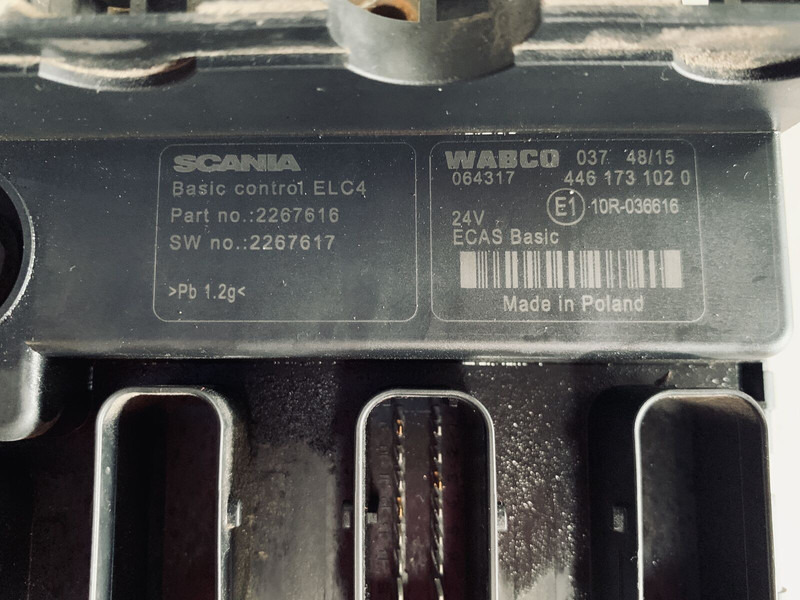 SCANIA
Basic control ELC4
Part no.:2267616
SW no.:2267617
>Pb 1.2g<
WABCO 037 48/15
064317 446 173 102 0
E1 10R-036616
24V
ECAS Basic
Made in Poland